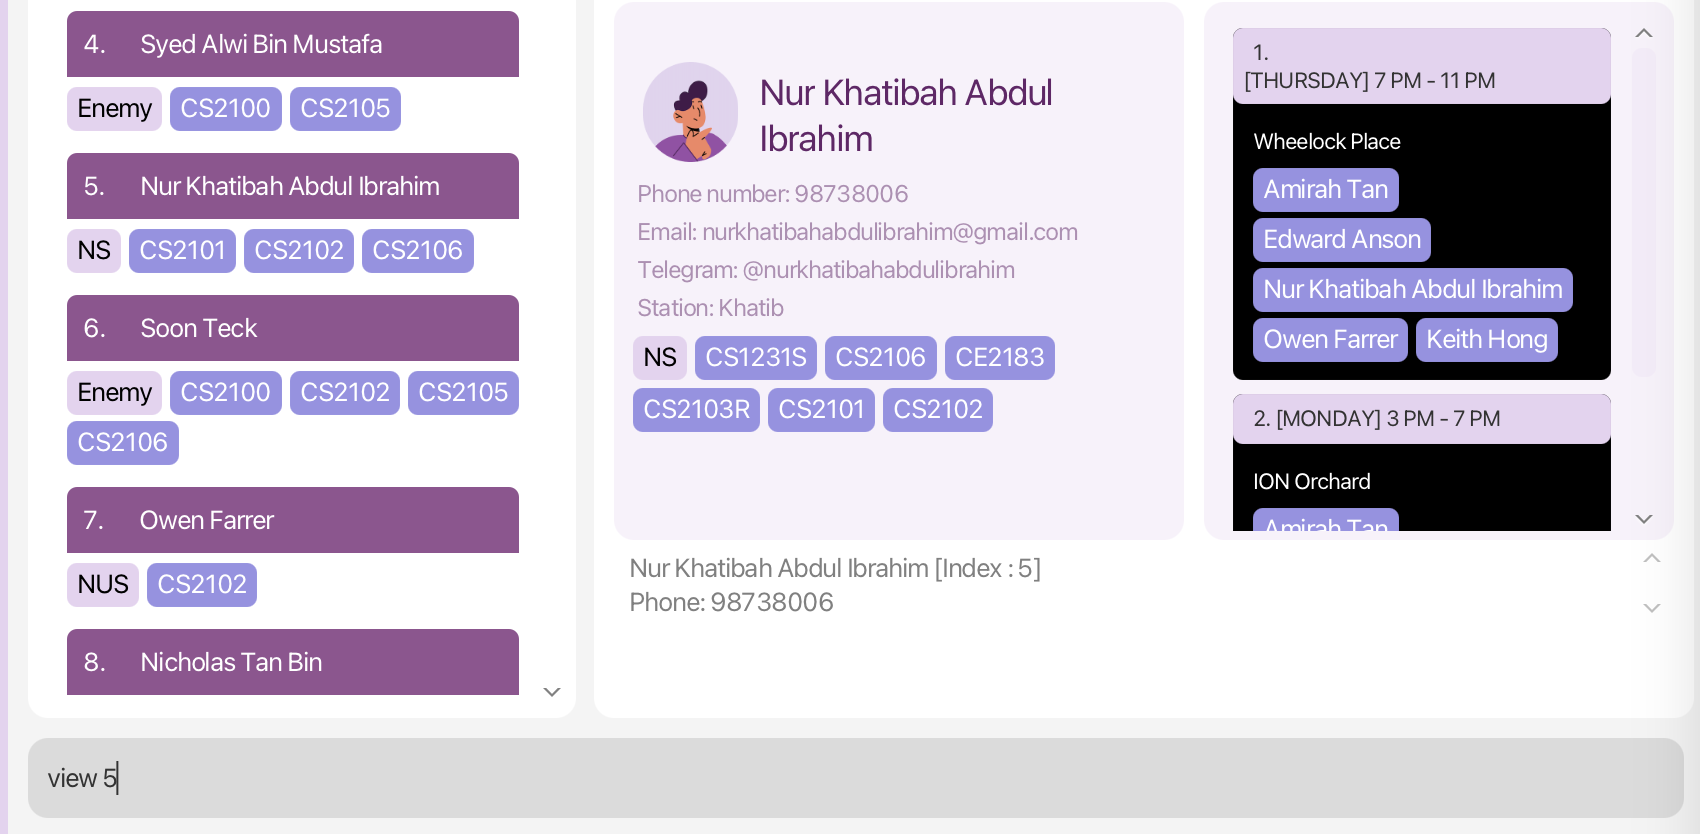 4. Syed Alwi Bin Mustafa
Enemy CS2100 CS2105
5. Nur Khatibah Abdul Ibrahim
NS CS2101 CS2102 CS2106
6. Soon Teck
Enemy CS2100 CS2102 CS2105
CS2106
7. Owen Farrer
NUS CS2102
8. Nicholas Tan Bin
Nur Khatibah Abdul
Ibrahim
Phone number: 98738006
Email: nurkhatibahabdulibrahim@gmail.com
Telegram: @nurkhatibahabdulibrahim
Station: Khatib
NS CS1231S CS2106 CE2183
CS2103R CS2101 CS2102
1.
[THURSDAY] 7 PM - 11 PM
Wheelock Place
Amirah Tan
Edward Anson
Nur Khatibah Abdul Ibrahim
Owen Farrer Keith Hong
2. [MONDAY] 3 PM - 7 PM
ION Orchard
Amirah Tan
Nur Khatibah Abdul Ibrahim [Index : 5]
Phone: 98738006
view 5